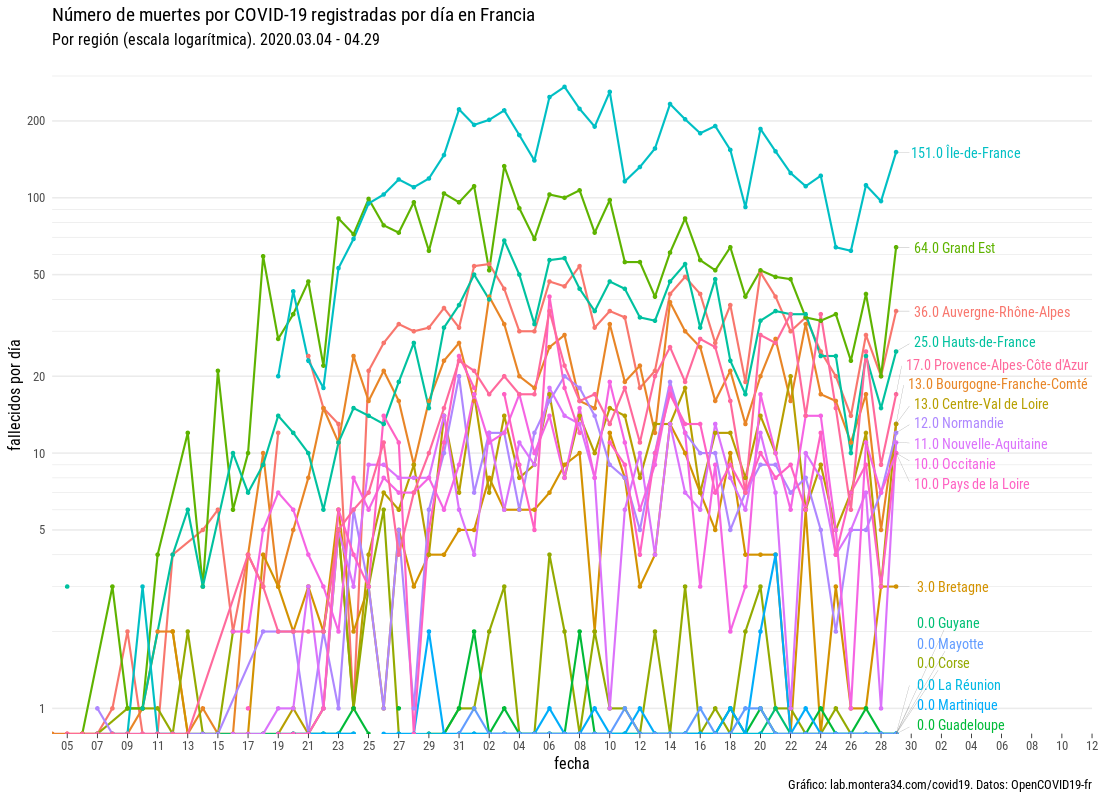 Número de muertes por COVID-19 registradas por día en Francia
Por región (escala logarítmica). 2020.03.04 - 04.29
fallecidos por día
200
100
50
20
10
5
1
151.0 Île-de-France
64.0 Grand Est
36.0 Auvergne-Rhône-Alpes
25.0 Hauts-de-France
17.0 Provence-Alpes-Côte d'Azur
13.0 Bourgogne-Franche-Comté
13.0 Centre-Val de Loire
12.0 Normandie
11.0 Nouvelle-Aquitaine
10.0 Occitanie
10.0 Pays de la Loire
3.0 Bretagne
0.0 Guyane
0.0 Mayotte
0.0 Corse
0.0 La Réunion
0.0 Martinique
0.0 Guadeloupe
05 07 09 11 13 15 17 19 21 23 25 27 29 31 02 04 06 08 10 12 14 16 18 20 22 24 26 28 30 02 04 06 08 10 12
fecha
Gráfico: lab.montera34.com/covid19. Datos: OpenCOVID19-fr